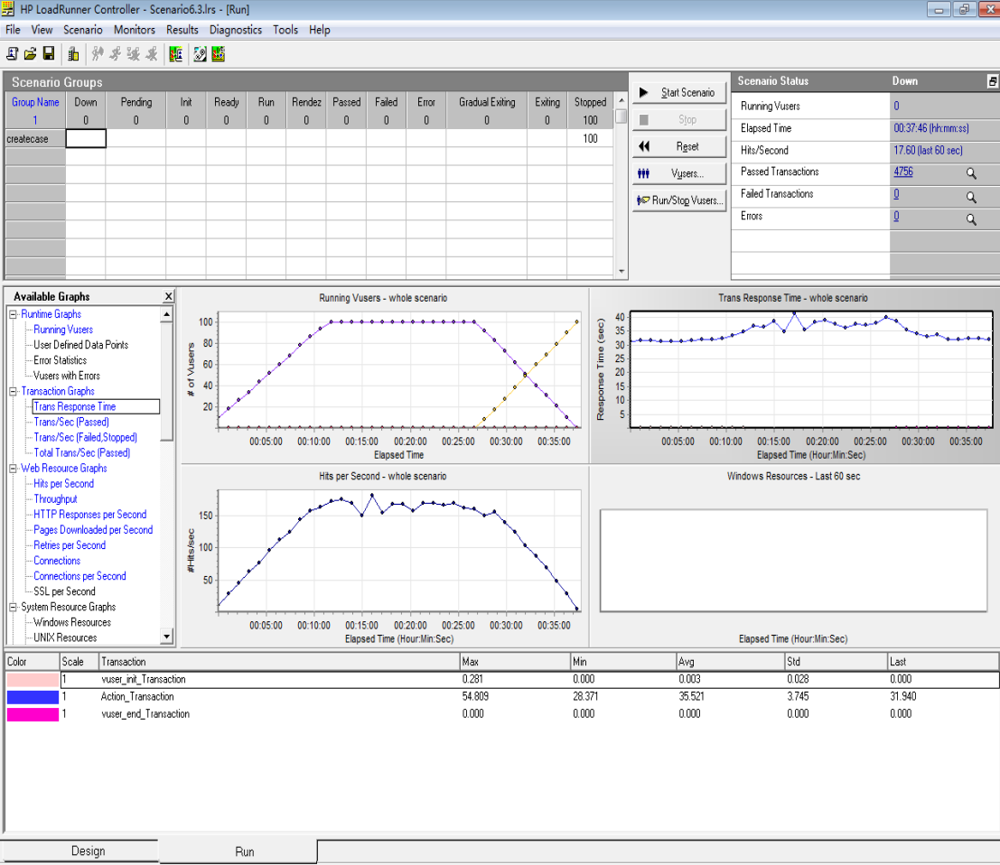 HP LoadRunner Controller - Scenario6.3.lrs - [Run]
File View Scenario Monitors Results Diagnostics Tools Help
Scenario Groups
Group Name Down Pending Init Ready Run Rendez Passed Failed Error Gradual Exiting Exiting Stopped
1 0 0 0 0 0 0 0 0 0 0 0 100
createcase 100
Start Scenario
Stop
Reset
Vusers...
Run/Stop Vusers...
Scenario Status Down
Running Vusers 0
Elapsed Time 00:37:46 (hh:mm:ss)
Hits/Second 17.60 (last 60 sec)
Passed Transactions 4756
Failed Transactions 0
Errors 0
Available Graphs X
Runtime Graphs
Running Vusers
User Defined Data Points
Error Statistics
Vusers with Errors
Transaction Graphs
Trans Response Time
Trans/Sec (Passed)
Trans/Sec (Failed,Stopped)
Total Trans/Sec (Passed)
Web Resource Graphs
Hits per Second
Throughput
HTTP Responses per Second
Pages Downloaded per Second
Retries per Second
Connections
Connections per Second
SSL per Second
System Resource Graphs
Windows Resources
UNIX Resources
Running Vusers - whole scenario
# of Vusers
100
80
60
40
20
00:05:00 00:10:00 00:15:00 00:20:00 00:25:00 00:30:00 00:35:00
Elapsed Time
Trans Response Time - whole scenario
Response Time (sec)
40
35
30
25
20
15
10
5
00:05:00 00:10:00 00:15:00 00:20:00 00:25:00 00:30:00 00:35:00
Elapsed Time (Hour:Min:Sec)
Hits per Second - whole scenario
#Hits/sec
150
100
50
00:05:00 00:10:00 00:15:00 00:20:00 00:25:00 00:30:00 00:35:00
Elapsed Time (Hour:Min:Sec)
Windows Resources - Last 60 sec
Elapsed Time (Hour:Min:Sec)
Color Scale Transaction Max Min Avg Std Last
1 vuser_init_Transaction 0.281 0.000 0.003 0.028 0.000
1 Action_Transaction 54.809 28.371 35.521 3.745 31.940
1 vuser_end_Transaction 0.000 0.000 0.000 0.000 0.000
Design Run